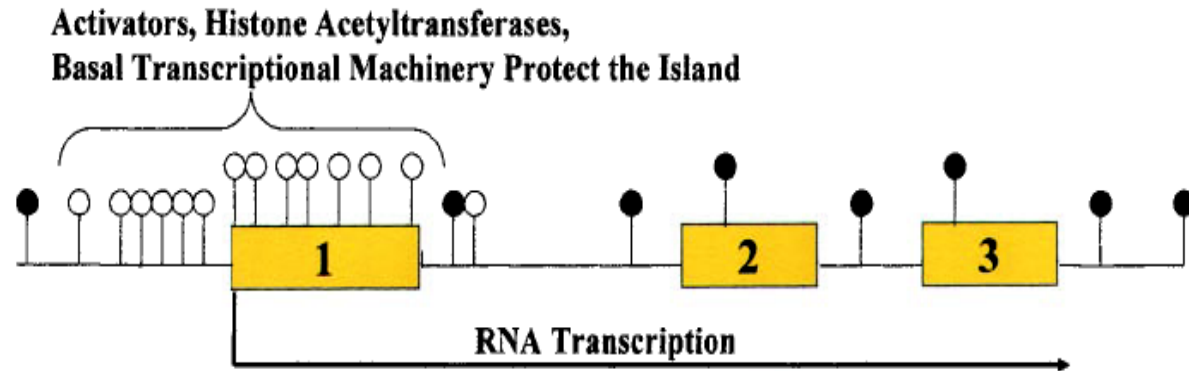 Activators, Histone Acetyltransferases,
Basal Transcriptional Machinery Protect the Island
1
2
3
RNA Transcription